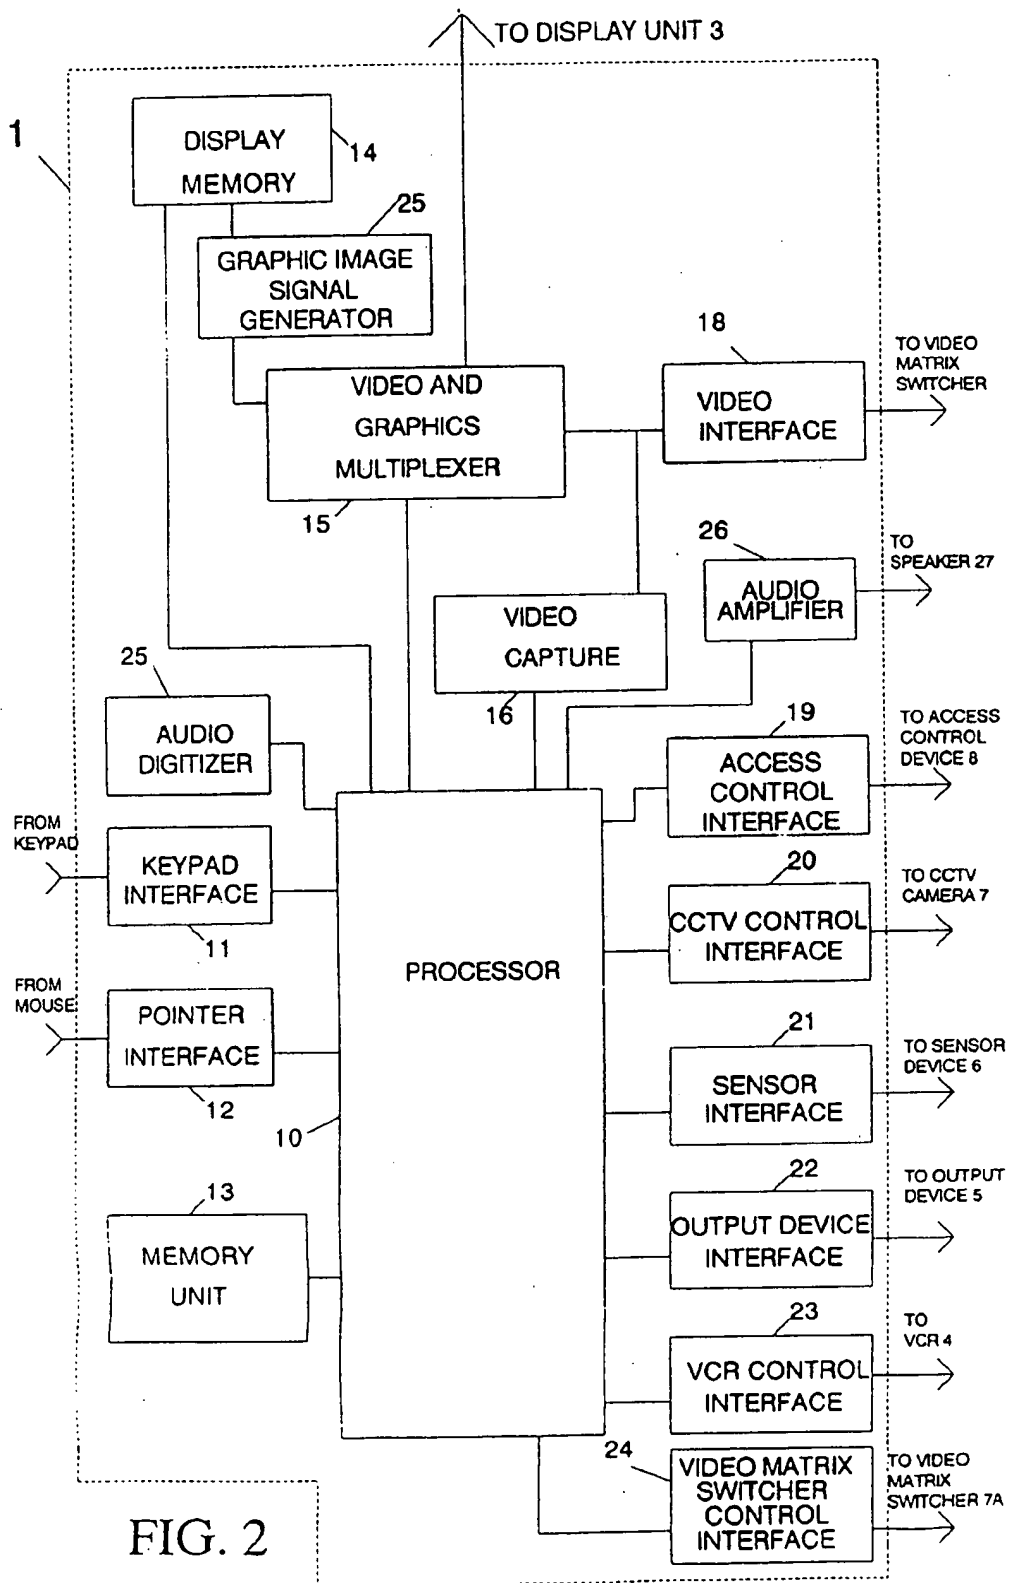 TO DISPLAY UNIT 3
1
DISPLAY
MEMORY
14
25
GRAPHIC IMAGE
SIGNAL
GENERATOR
18
TO VIDEO
MATRIX
SWITCHER
VIDEO AND
GRAPHICS
MULTIPLEXER
15
VIDEO
INTERFACE
26
TO
SPEAKER 27
AUDIO
AMPLIFIER
VIDEO
CAPTURE
16
25
AUDIO
DIGITIZER
19
TO ACCESS
CONTROL
DEVICE 8
ACCESS
CONTROL
INTERFACE
FROM
KEYPAD
KEYPAD
INTERFACE
11
20
TO CCTV
CAMERA 7
CCTV CONTROL
INTERFACE
PROCESSOR
FROM
MOUSE
POINTER
INTERFACE
12
10
21
TO SENSOR
DEVICE 6
SENSOR
INTERFACE
13
MEMORY
UNIT
22
TO OUTPUT
DEVICE 5
OUTPUT DEVICE
INTERFACE
23
TO
VCR 4
VCR CONTROL
INTERFACE
24
VIDEO MATRIX
SWITCHER
CONTROL
INTERFACE
TO VIDEO
MATRIX
SWITCHER 7A
FIG. 2